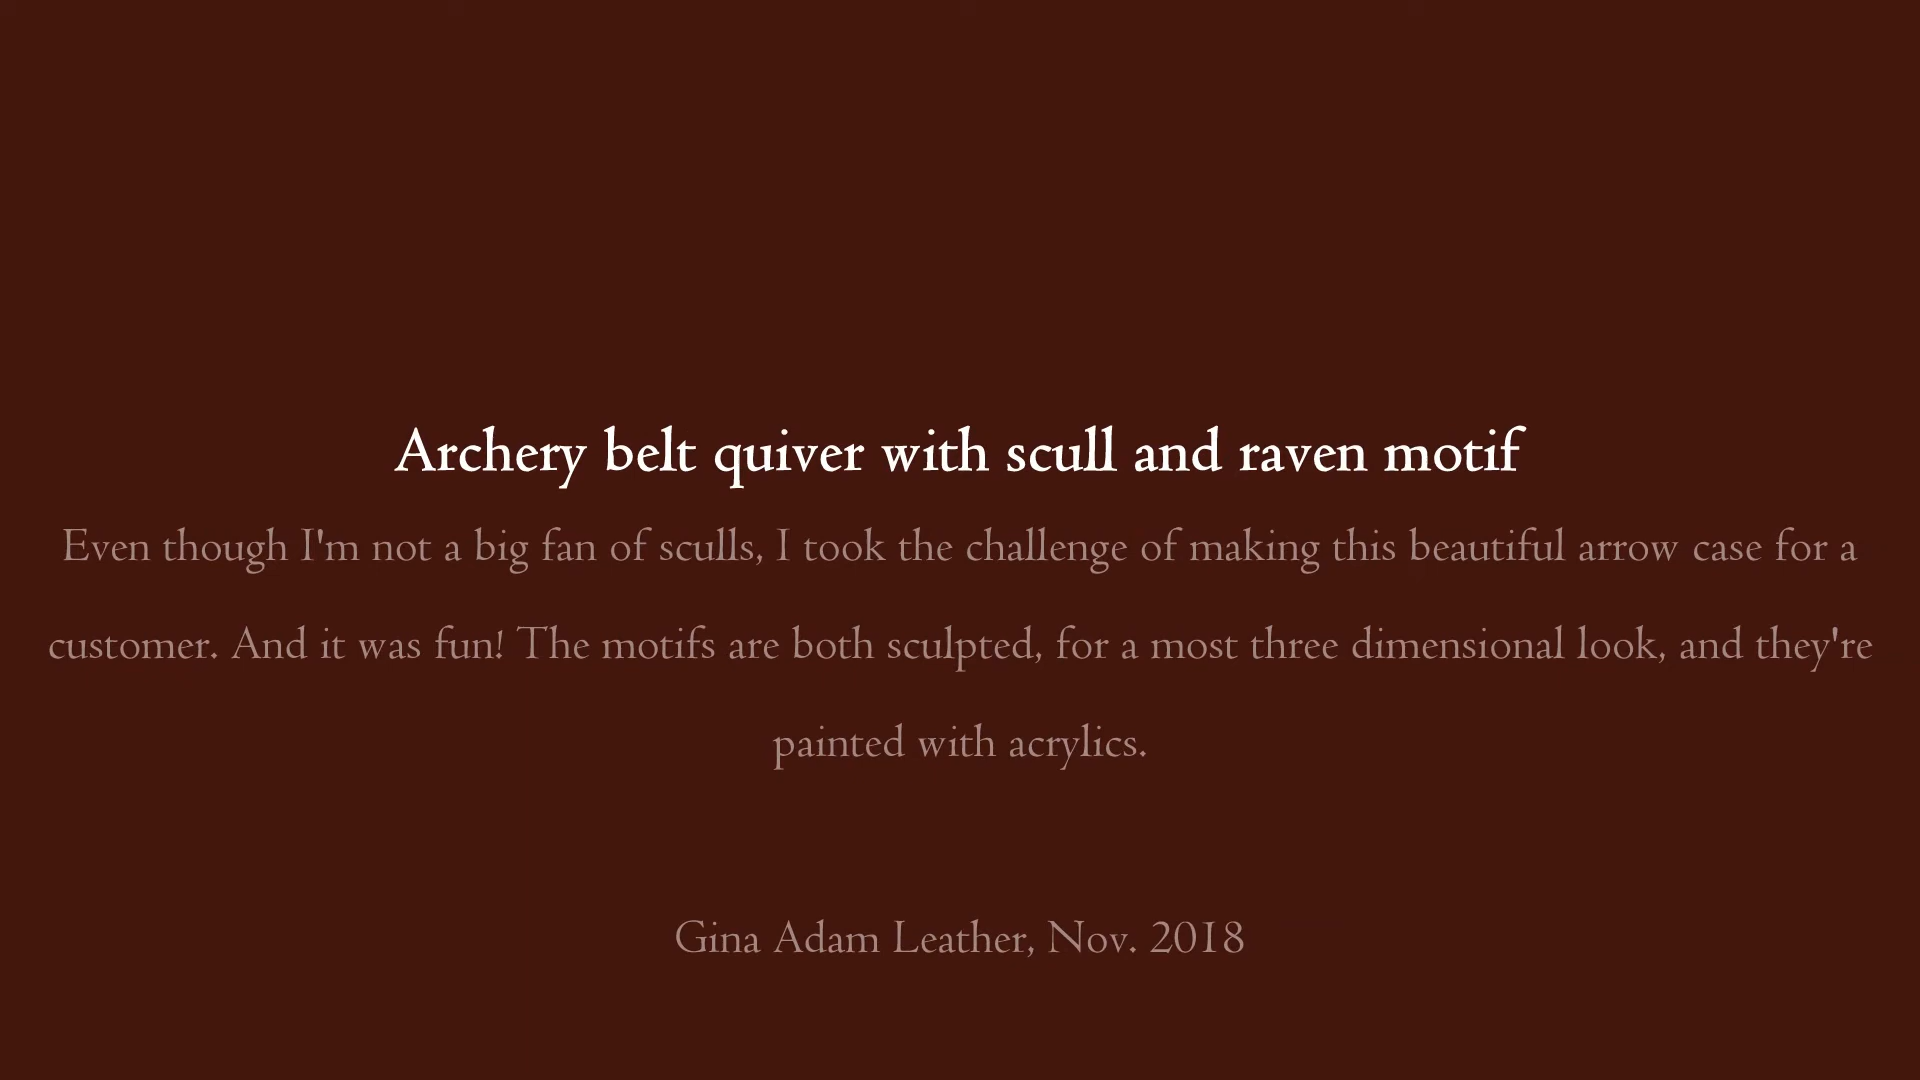 Archery belt quiver with scull and raven motif
Even though I'm not a big fan of sculls, I took the challenge of making this beautiful arrow case for a
customer. And it was fun! The motifs are both sculpted, for a most three dimensional look, and they're
painted with acrylics.
Gina Adam Leather, Nov. 2018